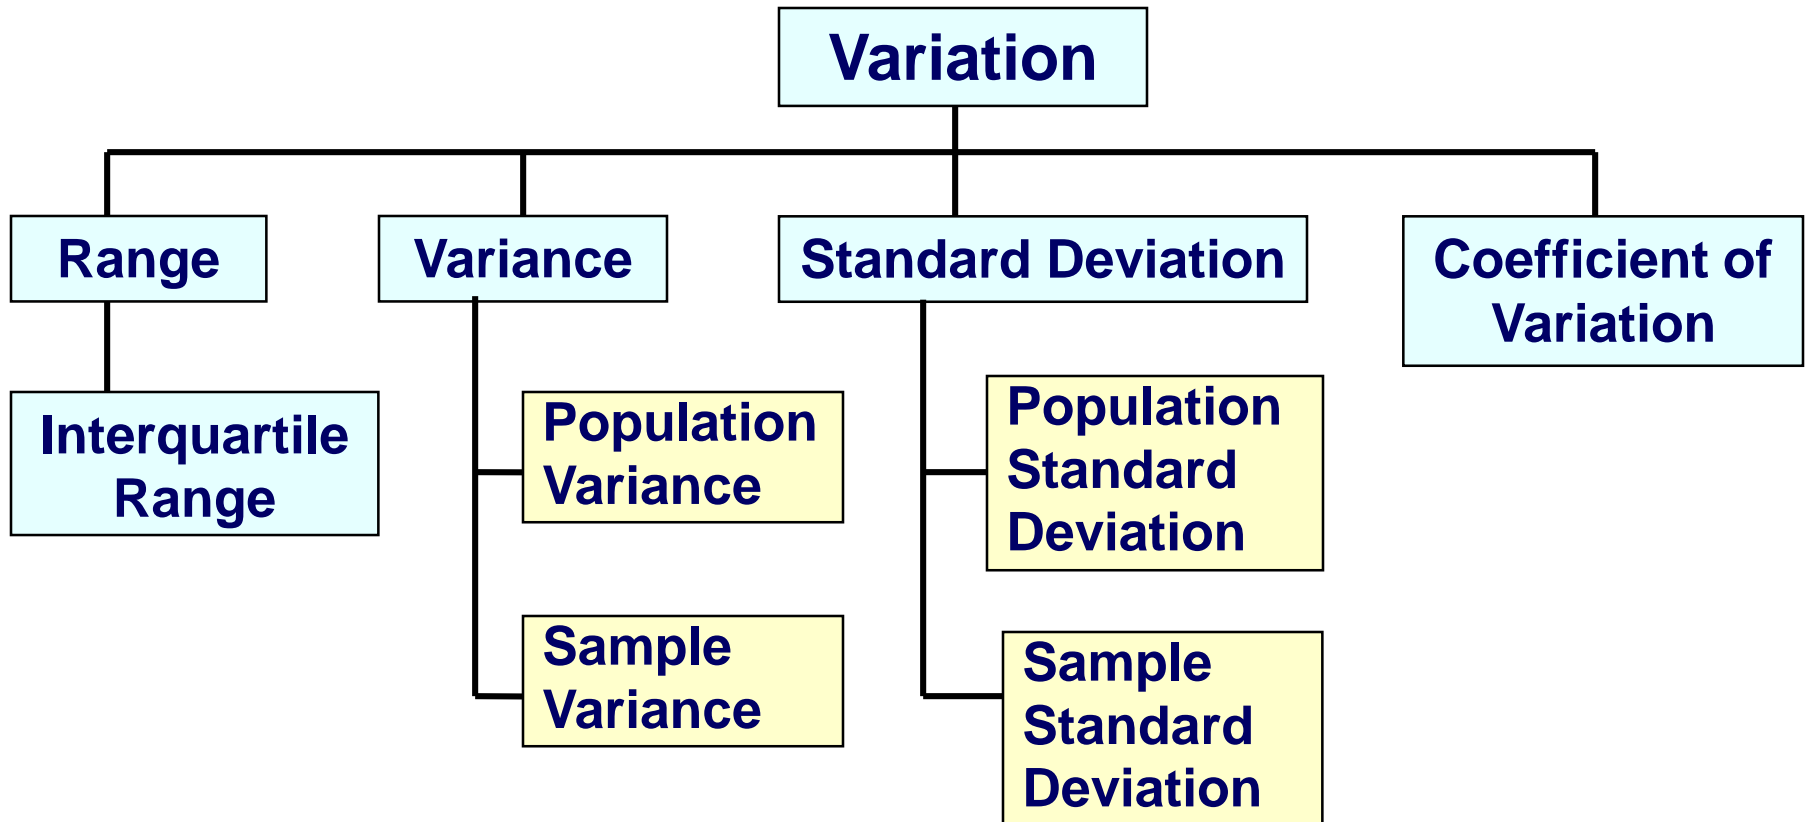 Variation
Range
Variance
Standard Deviation
Coefficient of
Variation
Interquartile
Range
Population
Variance
Population
Standard
Deviation
Sample
Variance
Sample
Standard
Deviation